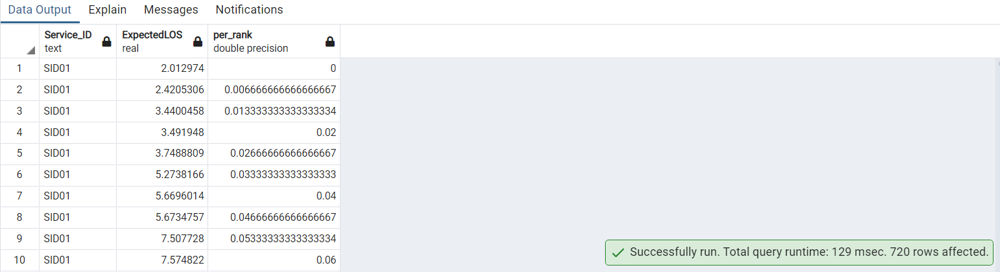 Data Output Explain Messages Notifications
Service_ID ExpectedLOS per_rank
text real double precision
1 SID01 2.012974 0
2 SID01 2.4205306 0.006666666666666667
3 SID01 3.4400458 0.013333333333333334
4 SID01 3.491948 0.02
5 SID01 3.7488809 0.02666666666666667
6 SID01 5.2738166 0.03333333333333333
7 SID01 5.6696014 0.04
8 SID01 5.6734757 0.04666666666666667
9 SID01 7.507728 0.05333333333333334
10 SID01 7.574822 0.06
Successfully run. Total query runtime: 129 msec. 720 rows affected.